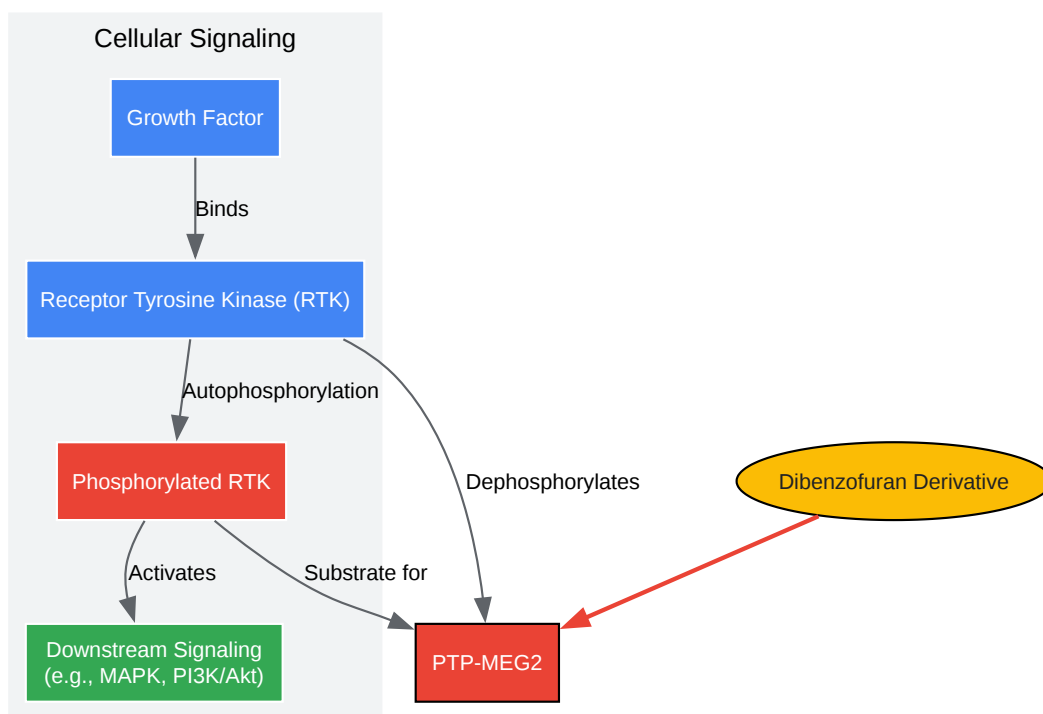 Cellular Signaling
Growth Factor
Binds
Receptor Tyrosine Kinase (RTK)
Autophosphorylation
Phosphorylated RTK
Dephosphorylates
Dibenzofuran Derivative
Activates
Substrate for
Downstream Signaling
(e.g., MAPK, PI3K/Akt)
PTP-MEG2